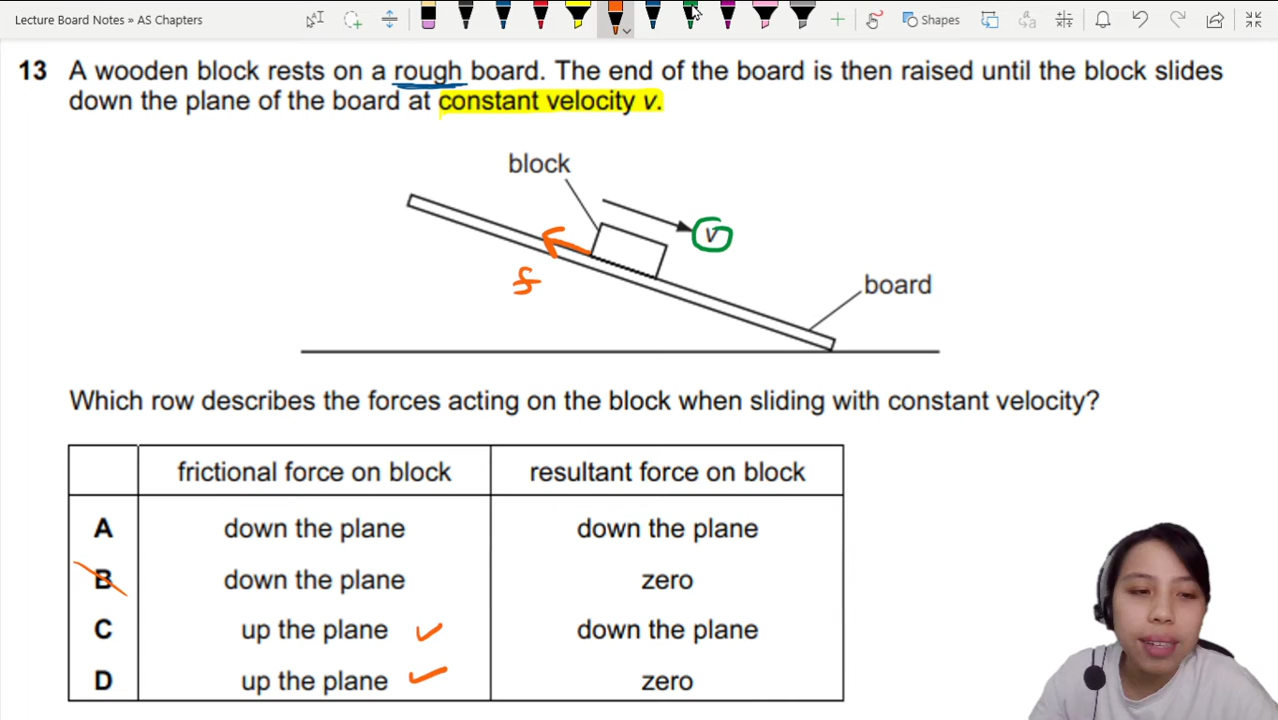 Lecture Board Notes » AS Chapters
Shapes
13 A wooden block rests on a rough board. The end of the board is then raised until the block slides
down the plane of the board at constant velocity v.
block
v
f
board
Which row describes the forces acting on the block when sliding with constant velocity?
frictional force on block resultant force on block
A down the plane down the plane
B down the plane zero
C up the plane down the plane
D up the plane zero